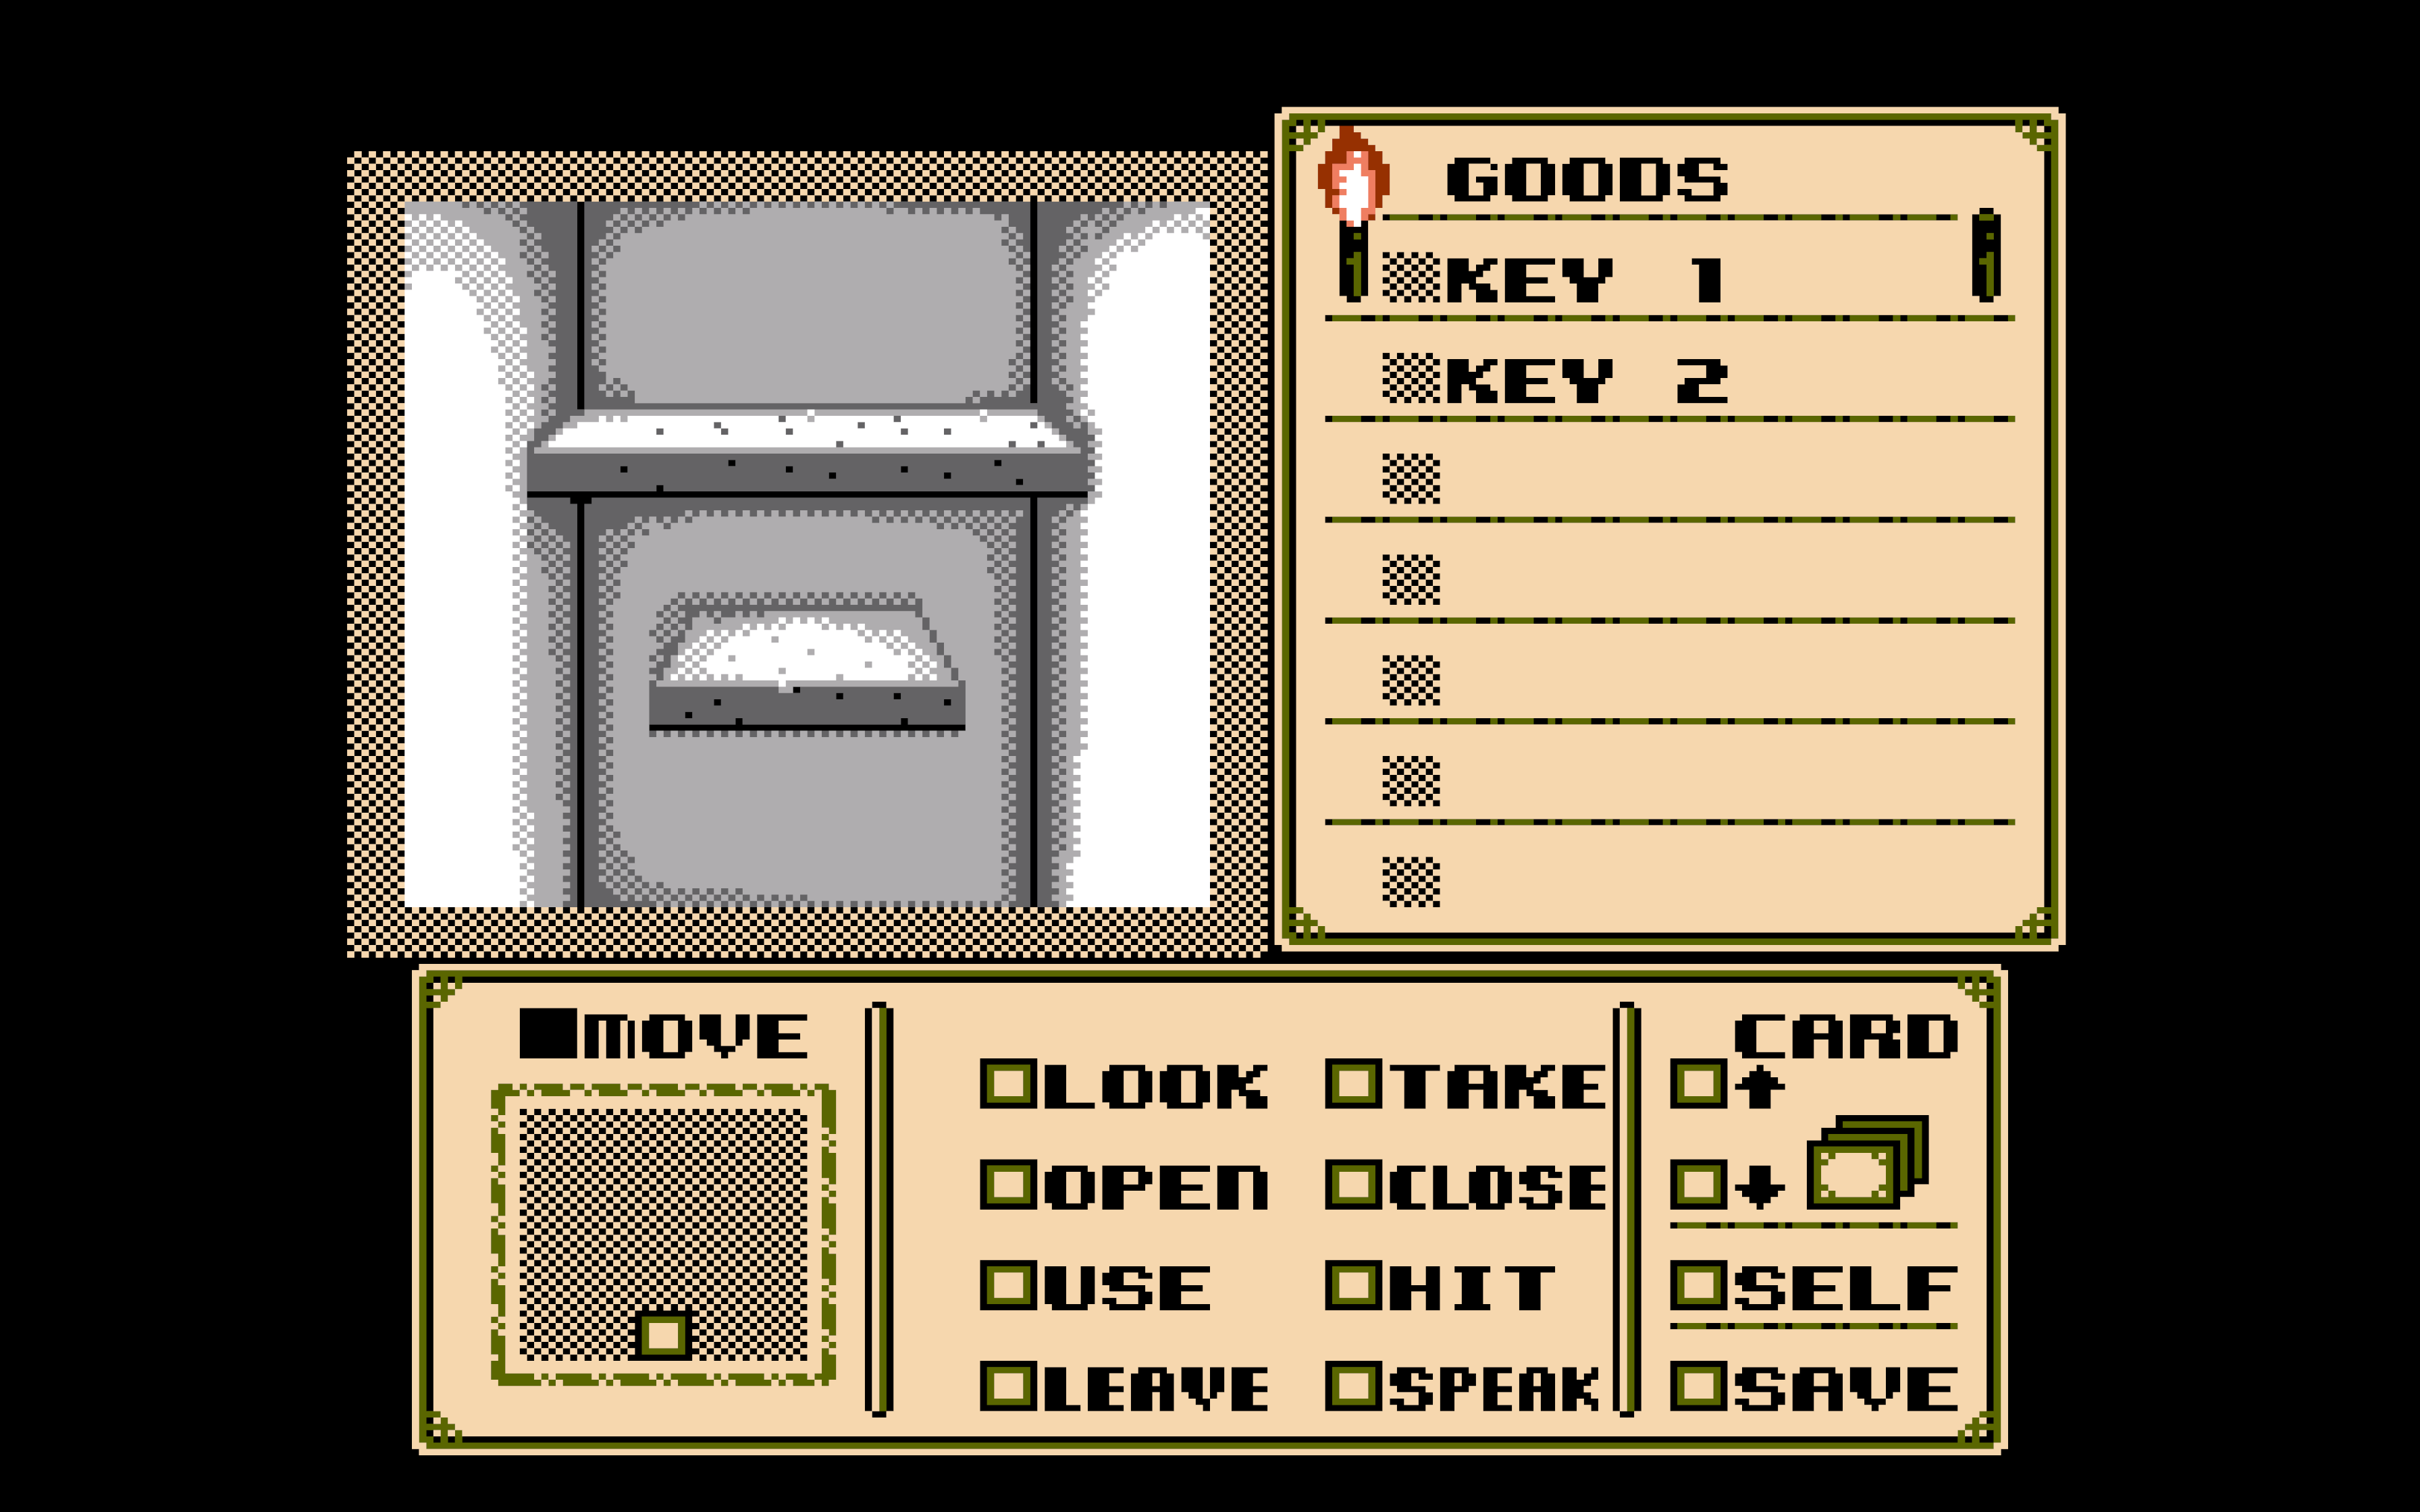 GOODS
KEY 1
KEY 2
MOVE
LOOK TAKE
OPEN CLOSE
USE HIT
LEAVE SPEAK
CARD
SELF
SAVE